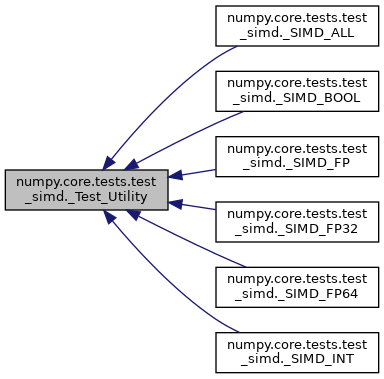 numpy.core.tests.test
_simd._SIMD_ALL
numpy.core.tests.test
_simd._SIMD_BOOL
numpy.core.tests.test
_simd._SIMD_FP
numpy.core.tests.test
_simd._Test_Utility
numpy.core.tests.test
_simd._SIMD_FP32
numpy.core.tests.test
_simd._SIMD_FP64
numpy.core.tests.test
_simd._SIMD_INT